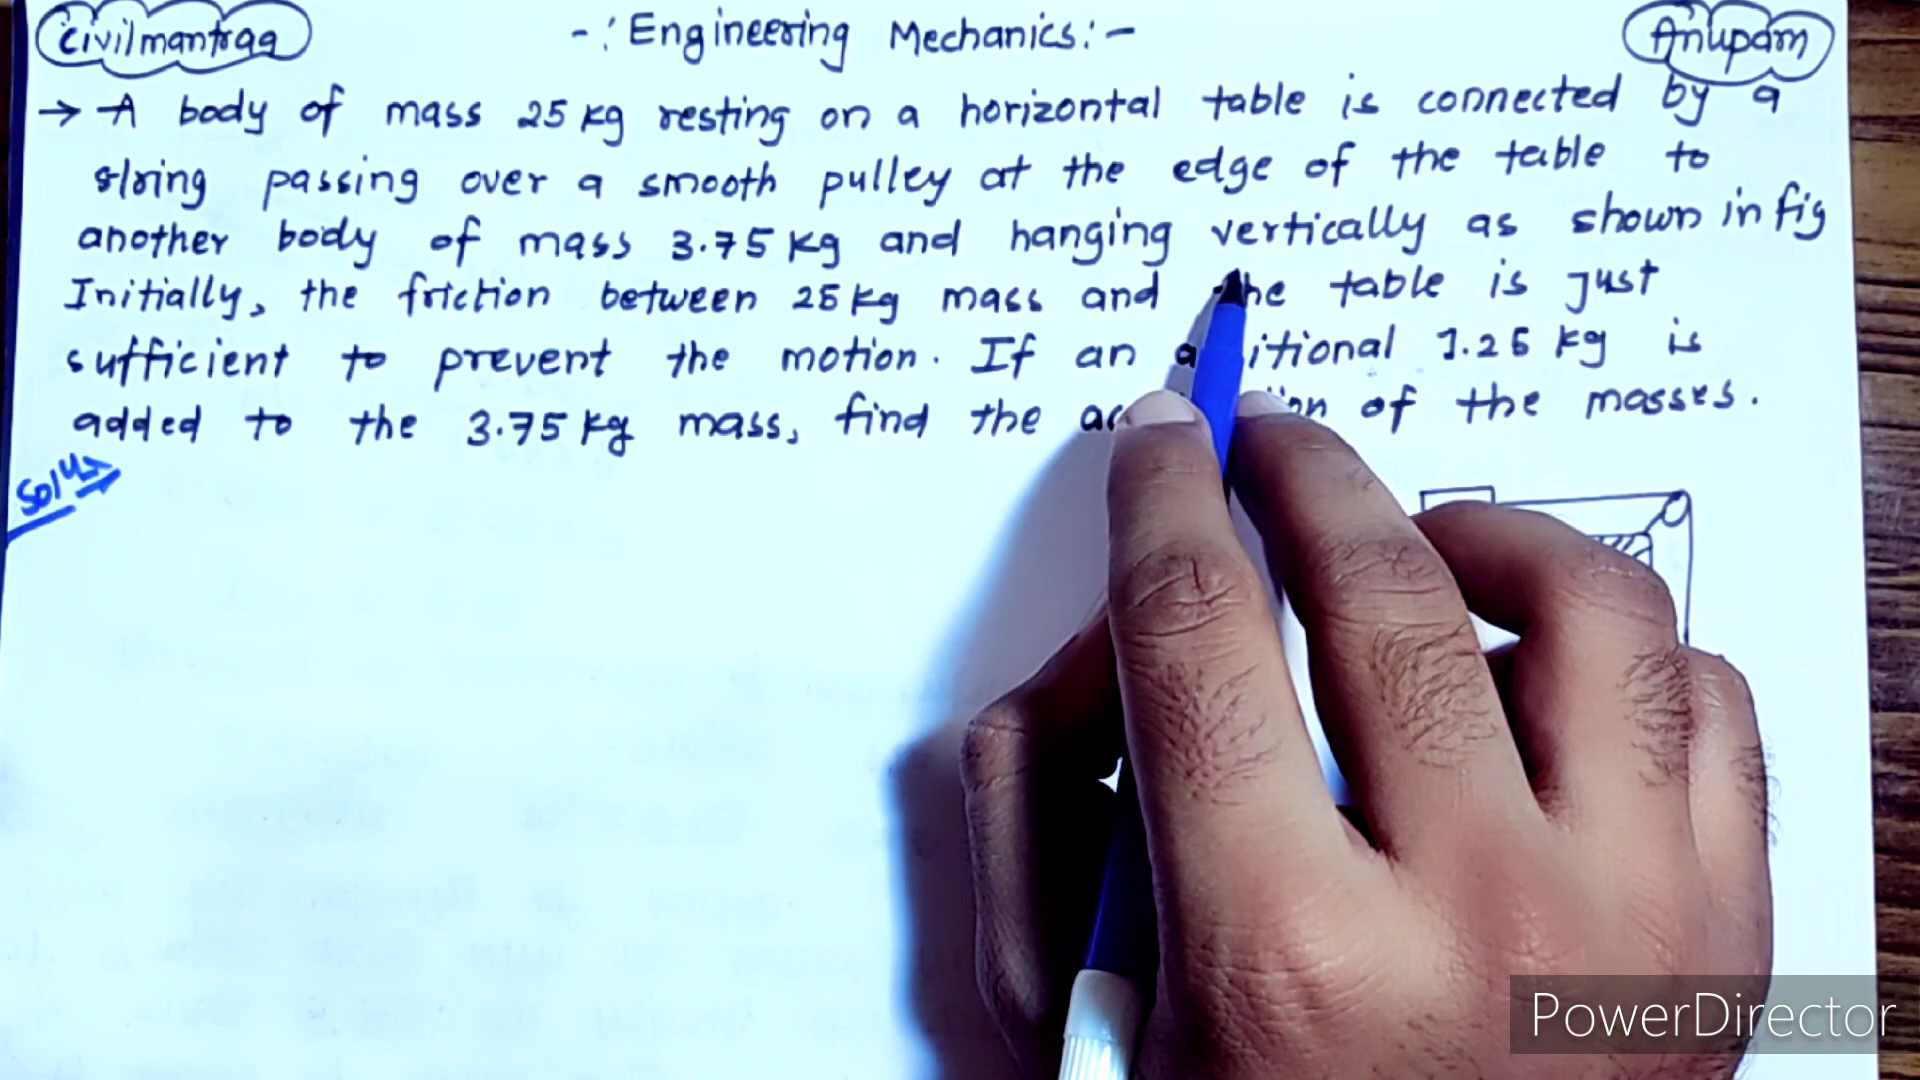 civilmantraa
-: Engineering Mechanics:-
Anupam
→ A body of mass 25 kg resting on a horizontal table is connected by a
string passing over a smooth pulley at the edge of the table to
another body of mass 3.75 kg and hanging vertically as shown in fig
Initially, the friction between 25 kg mass and the table is just
sufficient to prevent the motion. If an 1.25 kg is
added to the 3.75 kg mass, find the of the masses.
Soln
PowerDirector